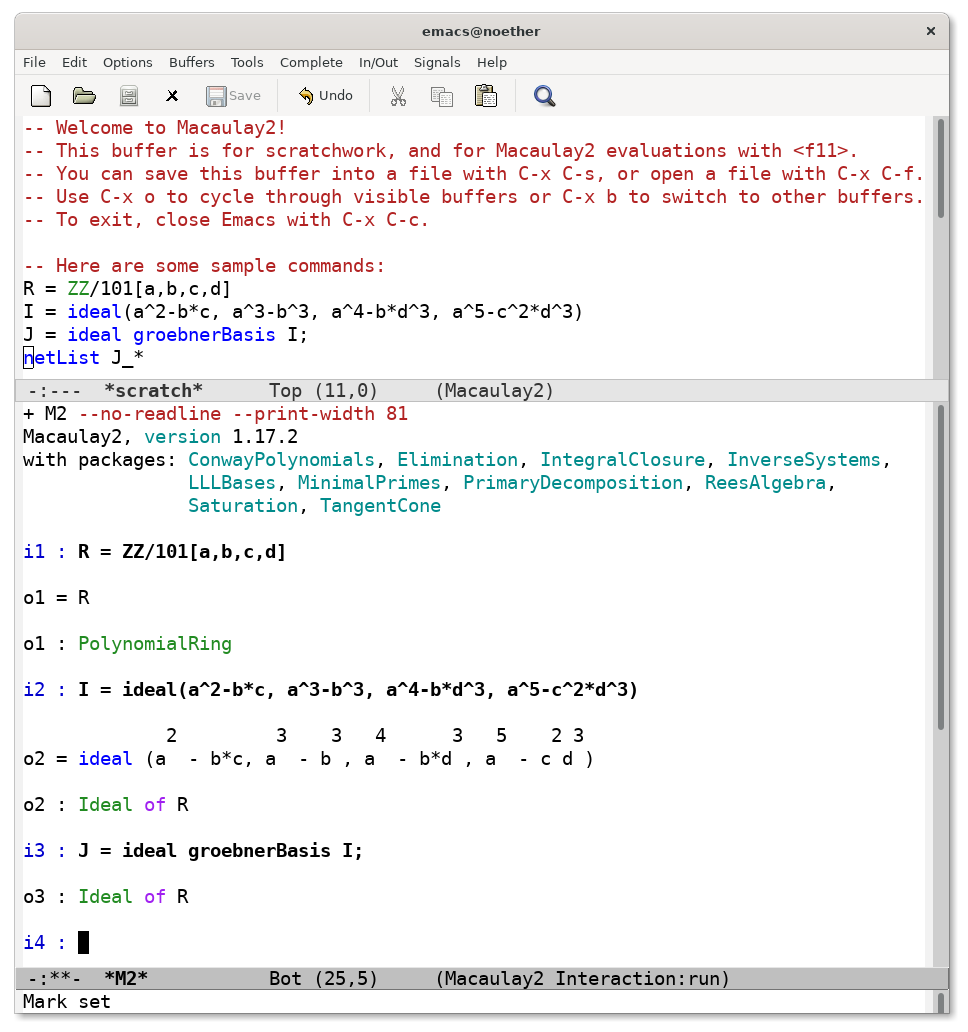 emacs@noether ×
File Edit Options Buffers Tools Complete In/Out Signals Help
Save Undo
-- Welcome to Macaulay2!
-- This buffer is for scratchwork, and for Macaulay2 evaluations with <f11>.
-- You can save this buffer into a file with C-x C-s, or open a file with C-x C-f.
-- Use C-x o to cycle through visible buffers or C-x b to switch to other buffers.
-- To exit, close Emacs with C-x C-c.
-- Here are some sample commands:
R = ZZ/101[a,b,c,d]
I = ideal(a^2-b*c, a^3-b^3, a^4-b*d^3, a^5-c^2*d^3)
J = ideal groebnerBasis I;
netList J_*
-:--- *scratch* Top (11,0) (Macaulay2)
+ M2 --no-readline --print-width 81
Macaulay2, version 1.17.2
with packages: ConwayPolynomials, Elimination, IntegralClosure, InverseSystems,
               LLLBases, MinimalPrimes, PrimaryDecomposition, ReesAlgebra,
               Saturation, TangentCone
i1 : R = ZZ/101[a,b,c,d]
o1 = R
o1 : PolynomialRing
i2 : I = ideal(a^2-b*c, a^3-b^3, a^4-b*d^3, a^5-c^2*d^3)
             2         3    3   4      3   5    2 3
o2 = ideal (a  - b*c, a  - b , a  - b*d , a  - c d )
o2 : Ideal of R
i3 : J = ideal groebnerBasis I;
o3 : Ideal of R
i4 :
-:**- *M2* Bot (25,5) (Macaulay2 Interaction:run)
Mark set